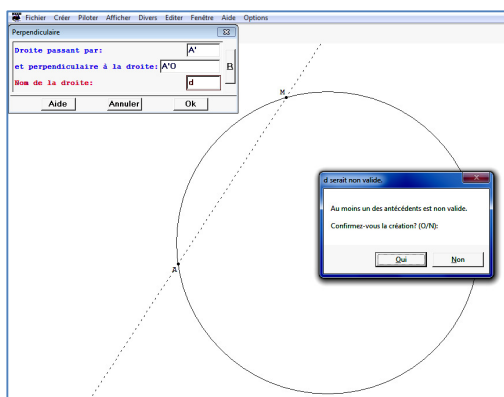 Fichier Créer Piloter Afficher Divers Editer Fenêtre Aide Options
Perpendiculaire
Droite passant par: A'
et perpendiculaire à la droite: A'O
Nom de la droite: d
B
Aide Annuler Ok
M
d serait non valide.
Au moins un des antécédents est non valide.
Confirmez-vous la création? (O/N):
Oui Non
A